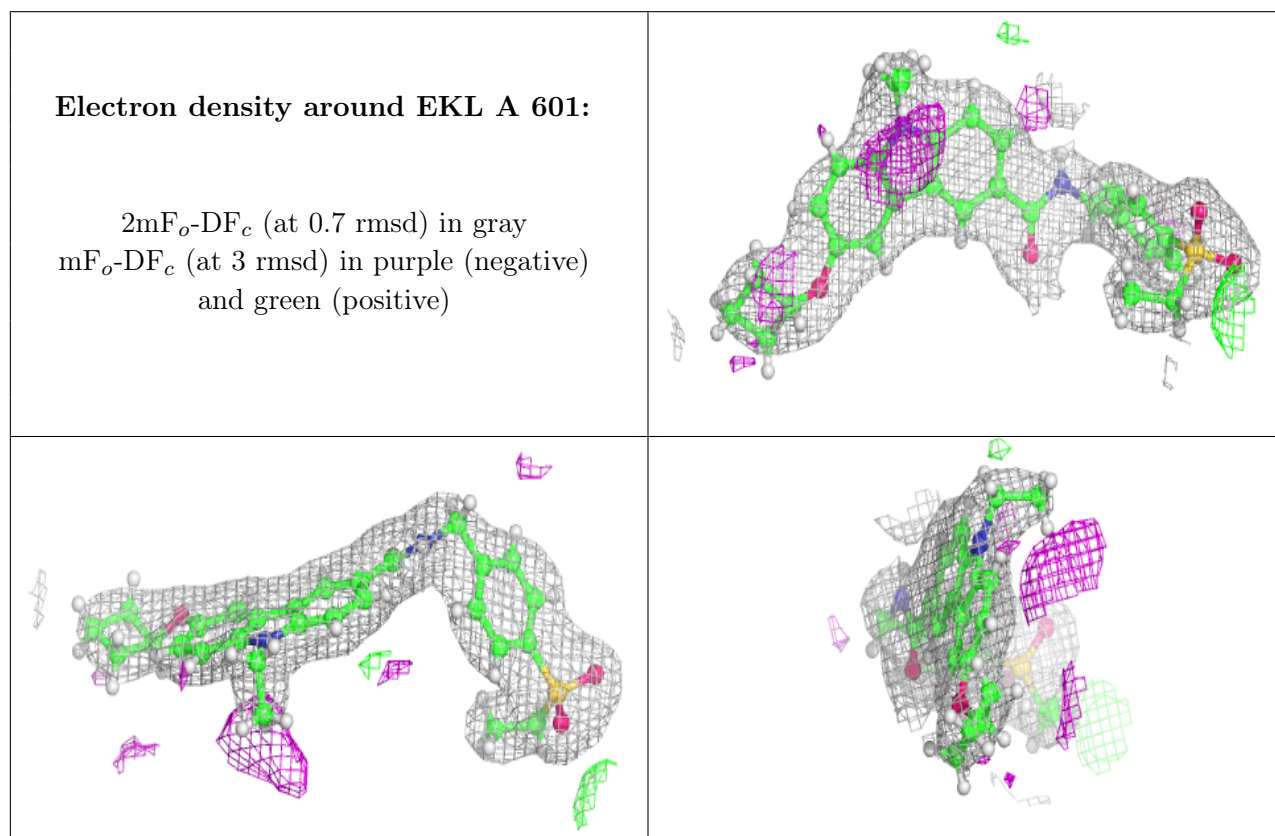 Electron density around EKL A 601:
2mFo-DFc (at 0.7 rmsd) in gray
mFo-DFc (at 3 rmsd) in purple (negative)
and green (positive)